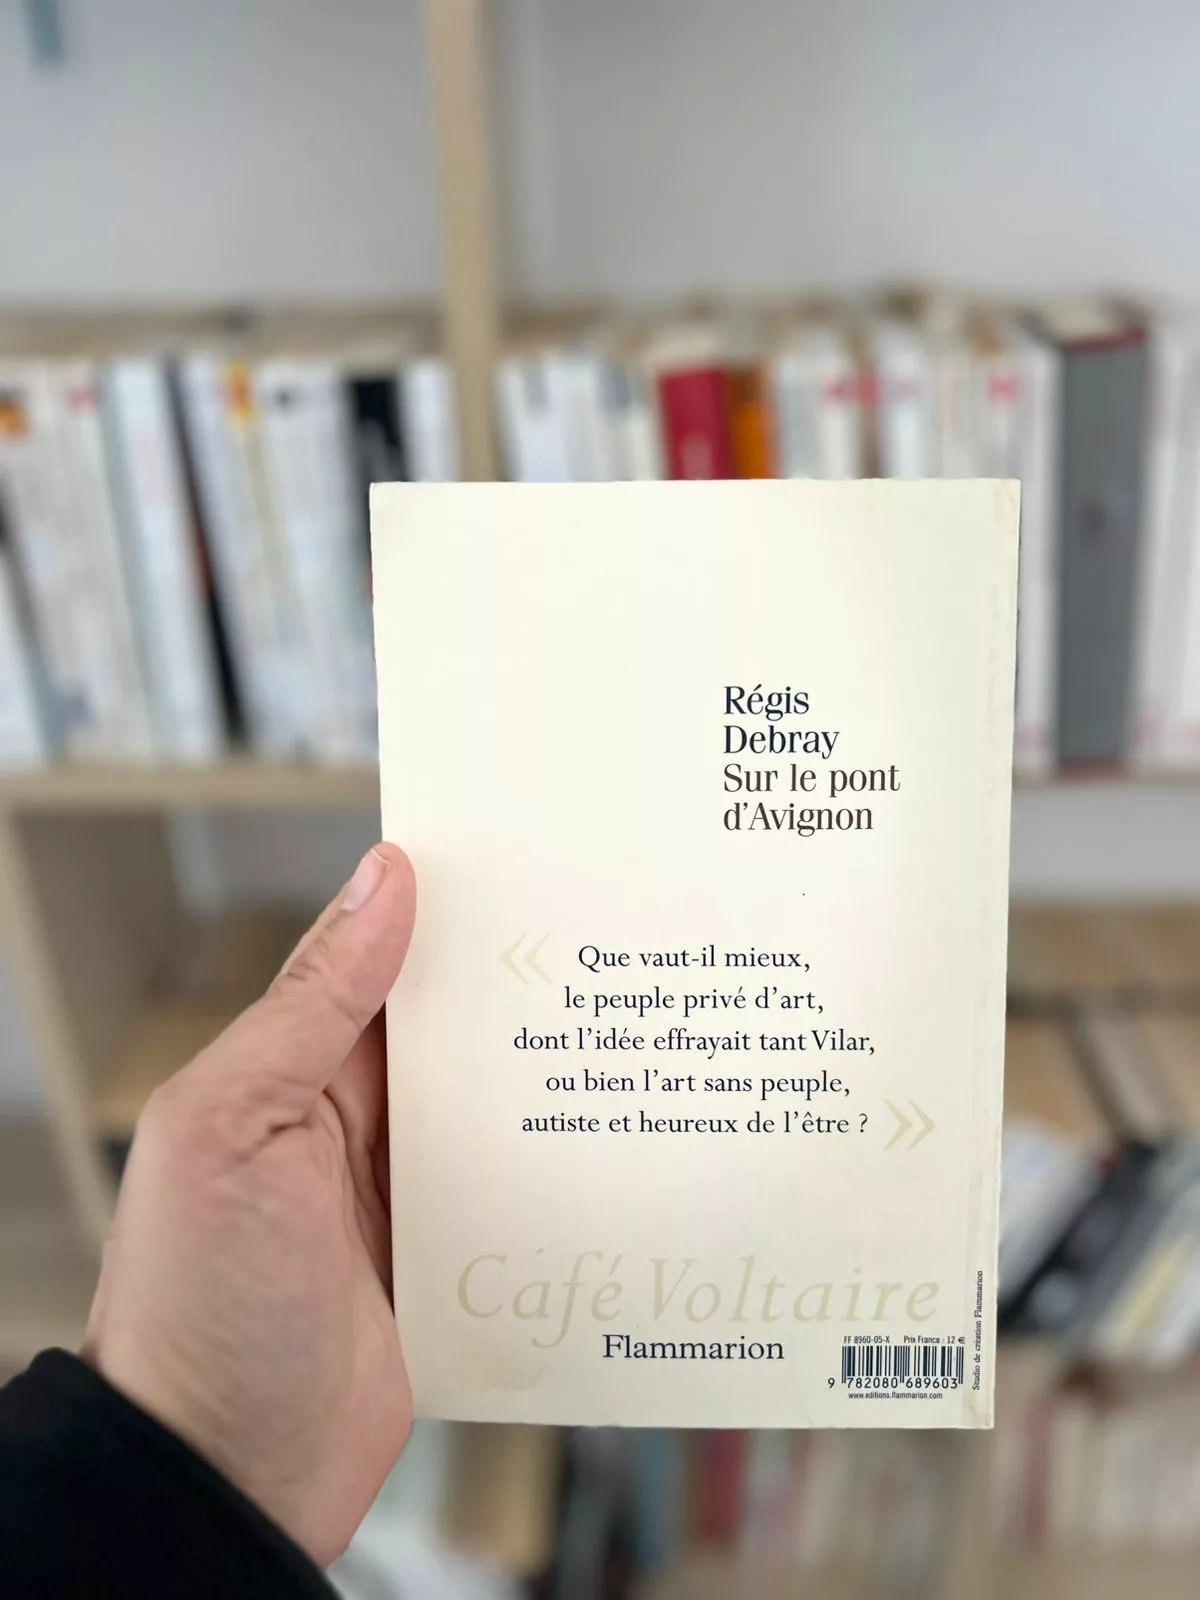 Régis
Debray
Sur le pont
d'Avignon
« Que vaut-il mieux,
le peuple privé d'art,
dont l'idée effrayait tant Vilar,
ou bien l'art sans peuple,
autiste et heureux de l'être ? »
Café Voltaire
Flammarion
FF 8960-05-X Prix France : 12 €
9 782080 689603
www.editions.flammarion.com
Studio de création Flammarion